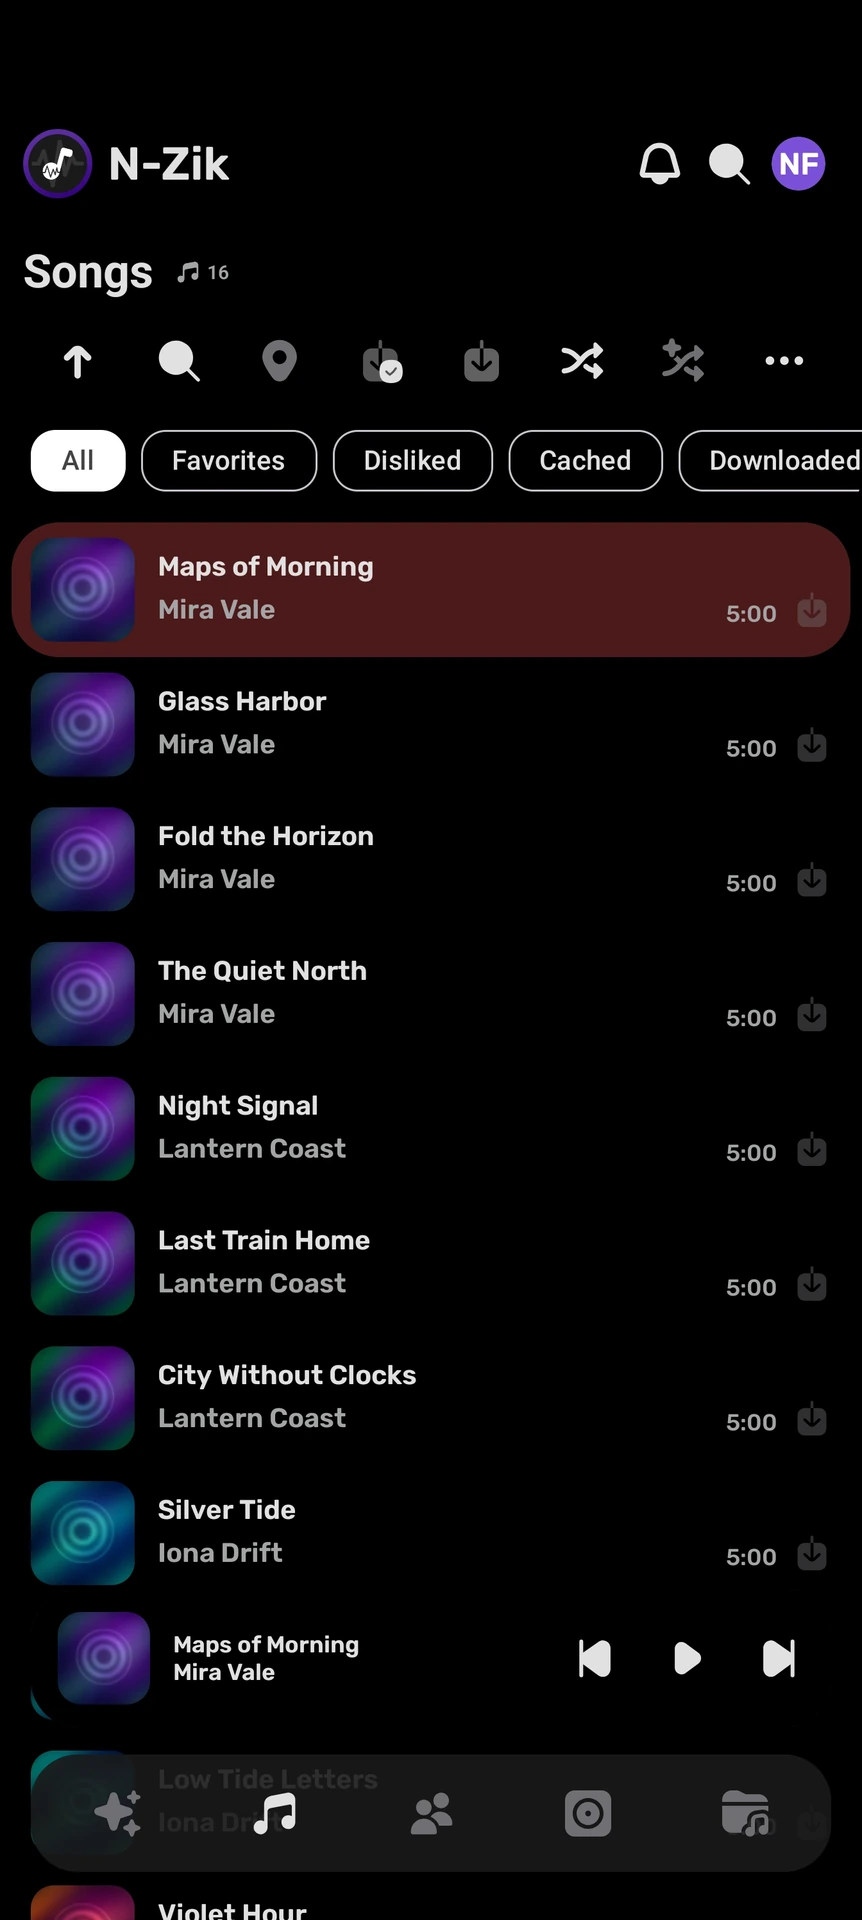 N-Zik
NF
Songs
16
All
Favorites
Disliked
Cached
Downloaded
Maps of Morning
Mira Vale
5:00
Glass Harbor
Mira Vale
5:00
Fold the Horizon
Mira Vale
5:00
The Quiet North
Mira Vale
5:00
Night Signal
Lantern Coast
5:00
Last Train Home
Lantern Coast
5:00
City Without Clocks
Lantern Coast
5:00
Silver Tide
Iona Drift
5:00
Maps of Morning
Mira Vale
Low Tide Letters
Iona Drift
Violet Hour